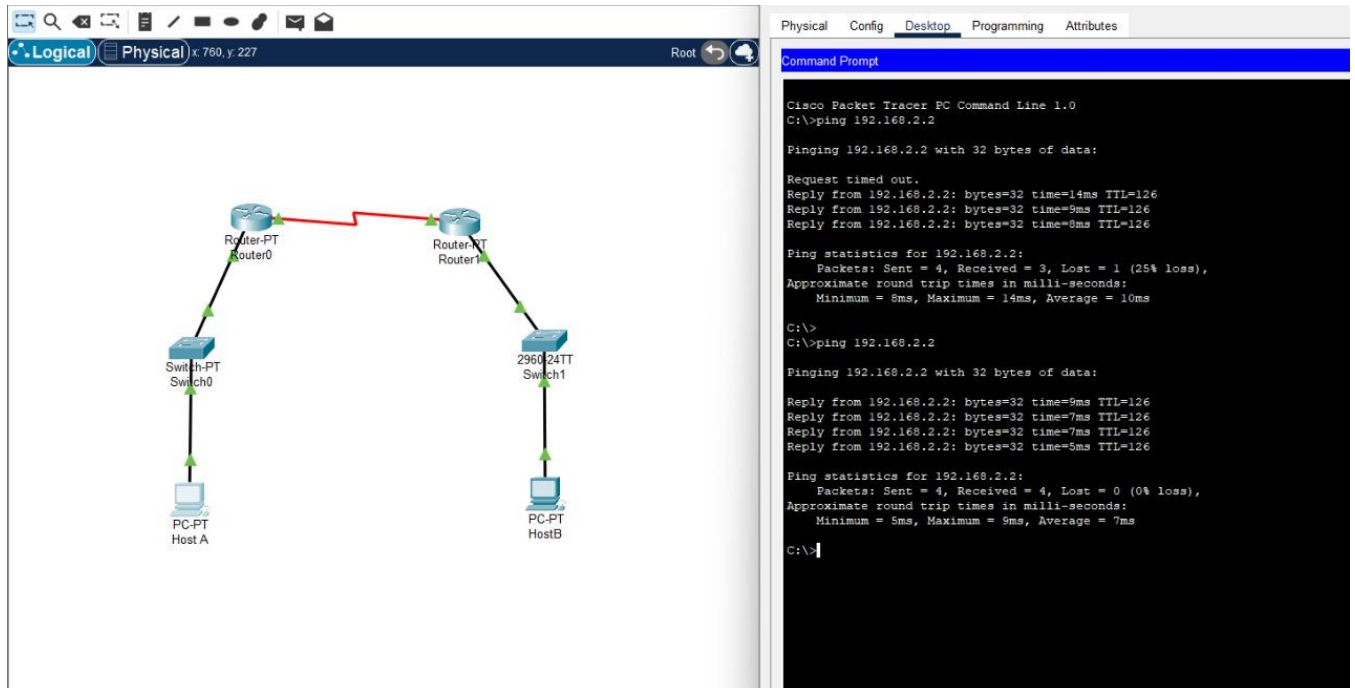 Logical
Physical
x: 760, y: 227
Root
Router-PT
Router0
Router-PT
Router1
Switch-PT
Switch0
2960-24TT
Switch1
PC-PT
Host A
PC-PT
HostB
Physical Config Desktop Programming Attributes
Command Prompt
Cisco Packet Tracer PC Command Line 1.0
C:\>ping 192.168.2.2
Pinging 192.168.2.2 with 32 bytes of data:
Request timed out.
Reply from 192.168.2.2: bytes=32 time=14ms TTL=126
Reply from 192.168.2.2: bytes=32 time=9ms TTL=126
Reply from 192.168.2.2: bytes=32 time=8ms TTL=126
Ping statistics for 192.168.2.2:
Packets: Sent = 4, Received = 3, Lost = 1 (25% loss),
Approximate round trip times in milli-seconds:
Minimum = 8ms, Maximum = 14ms, Average = 10ms
C:\>
C:\>ping 192.168.2.2
Pinging 192.168.2.2 with 32 bytes of data:
Reply from 192.168.2.2: bytes=32 time=9ms TTL=126
Reply from 192.168.2.2: bytes=32 time=7ms TTL=126
Reply from 192.168.2.2: bytes=32 time=7ms TTL=126
Reply from 192.168.2.2: bytes=32 time=5ms TTL=126
Ping statistics for 192.168.2.2:
Packets: Sent = 4, Received = 4, Lost = 0 (0% loss),
Approximate round trip times in milli-seconds:
Minimum = 5ms, Maximum = 9ms, Average = 7ms
C:\>